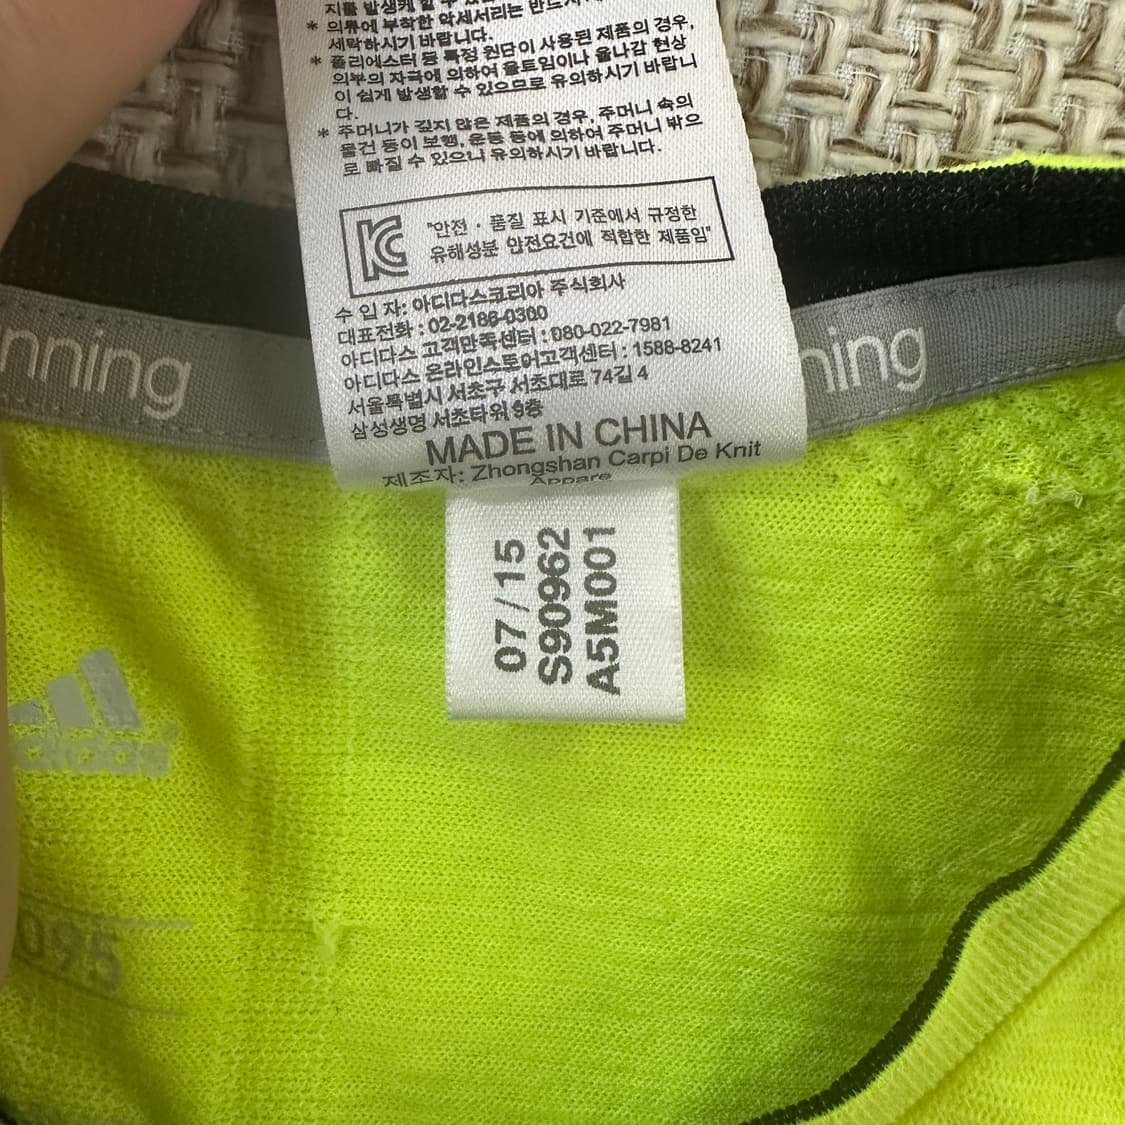 지를 발생케 할 수
* 의류에 부착한 악세서리는 반드시
세탁하시기 바랍니다.
* 폴리에스터 등 특정 원단이 사용된 제품의 경우,
외부의 자극에 의하여 올트임이나 올나감 현상
이 쉽게 발생할 수 있으므로 유의하시기 바랍니
다.
* 주머니가 깊지 않은 제품의 경우, 주머니 속의
물건 등이 보행, 운동 등에 의하여 주머니 밖으
로 빠질 수 있으니 유의하시기 바랍니다.
KC
"안전 · 품질 표시 기준에서 규정한
유해성분 안전요건에 적합한 제품임"
수 입 자: 아디다스코리아 주식회사
대표전화 : 02-2186-0300
아디다스 고객만족센터 : 080-022-7981
아디다스 온라인스토어고객센터 : 1588-8241
서울특별시 서초구 서초대로 74길 4
삼성생명 서초타워 9층
MADE IN CHINA
제조자: Zhongshan Carpi De Knit
Appare
nning
ning
07/15
S90962
A5M001
adidas
095